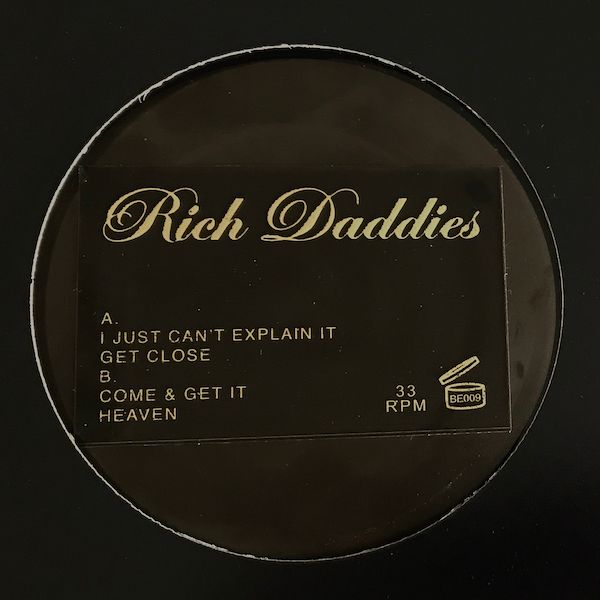 Rich Daddies
A.
I JUST CAN'T EXPLAIN IT
GET CLOSE
B.
COME & GET IT
HEAVEN
33
RPM
BE009